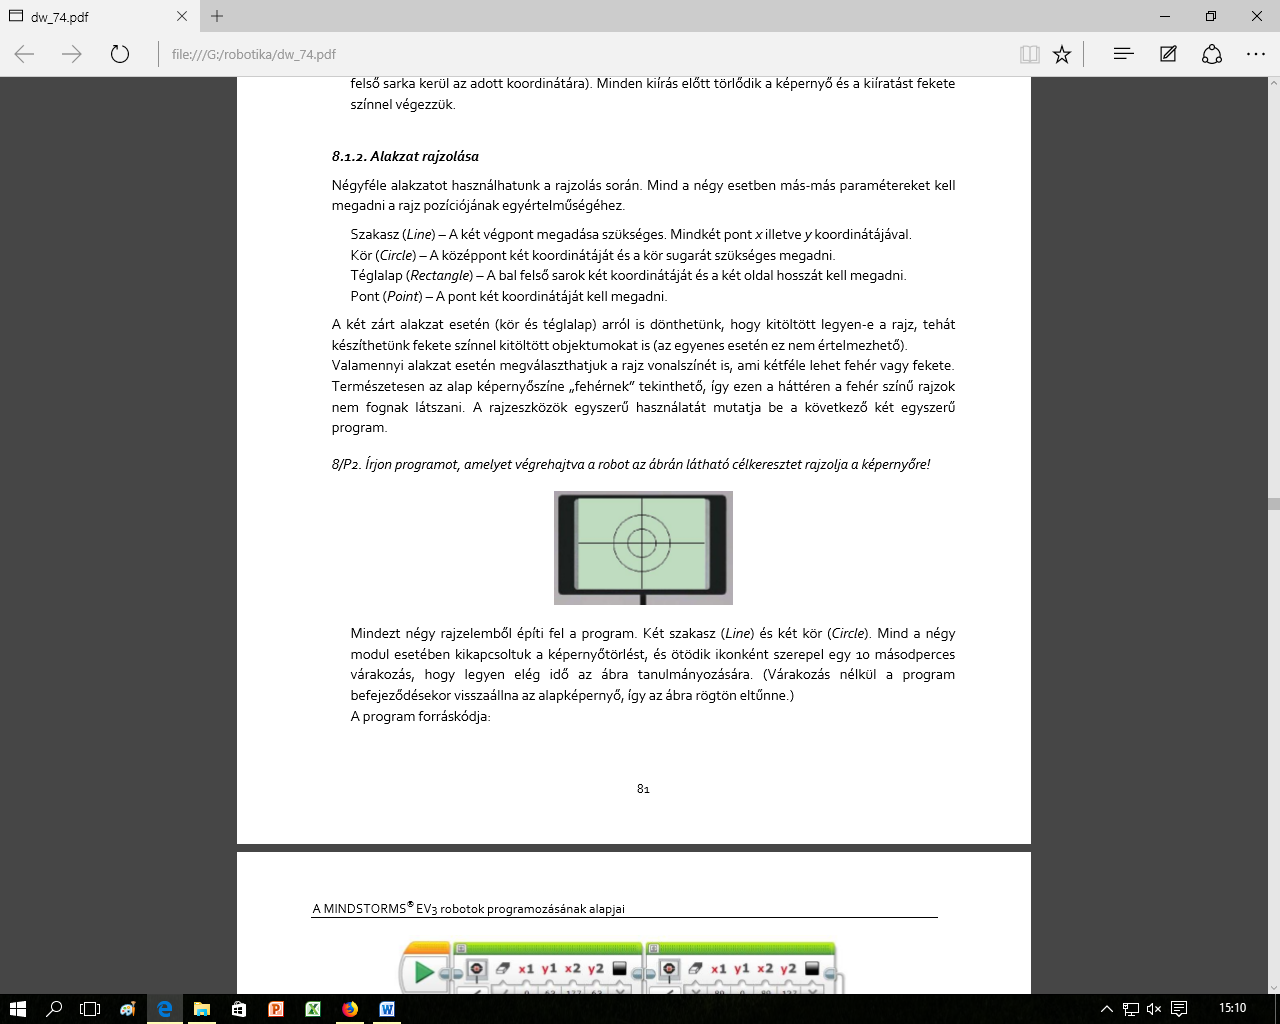 dw_74.pdf
file:///G:/robotika/dw_74.pdf
felső sarka kerül az adott koordinátára). Minden kiírás előtt törlődik a képernyő és a kiíratást fekete
színnel végezzük.
8.1.2. Alakzat rajzolása
Négyféle alakzatot használhatunk a rajzolás során. Mind a négy esetben más-más paramétereket kell
megadni a rajz pozíciójának egyértelműségéhez.
Szakasz (Line) – A két végpont megadása szükséges. Mindkét pont x illetve y koordinátájával.
Kör (Circle) – A középpont két koordinátáját és a kör sugarát szükséges megadni.
Téglalap (Rectangle) – A bal felső sarok két koordinátáját és a két oldal hosszát kell megadni.
Pont (Point) – A pont két koordinátáját kell megadni.
A két zárt alakzat esetén (kör és téglalap) arról is dönthetünk, hogy kitöltött legyen-e a rajz, tehát
készíthetünk fekete színnel kitöltött objektumokat is (az egyenes esetén ez nem értelmezhető).
Valamennyi alakzat esetén megválaszthatjuk a rajz vonalszínét is, ami kétféle lehet fehér vagy fekete.
Természetesen az alap képernyőszíne „fehérnek” tekinthető, így ezen a háttéren a fehér színű rajzok
nem fognak látszani. A rajzeszközök egyszerű használatát mutatja be a következő két egyszerű
program.
8/P2. Írjon programot, amelyet végrehajtva a robot az ábrán látható célkeresztet rajzolja a képernyőre!
Mindezt négy rajzelemből építi fel a program. Két szakasz (Line) és két kör (Circle). Mind a négy
modul esetében kikapcsoltuk a képernyőtörlést, és ötödik ikonként szerepel egy 10 másodperces
várakozás, hogy legyen elég idő az ábra tanulmányozására. (Várakozás nélkül a program
befejeződésekor visszaállna az alapképernyő, így az ábra rögtön eltűnne.)
A program forráskódja:
81
A MINDSTORMS® EV3 robotok programozásának alapjai
x1 y1 x2 y2 x1 y1 x2 y2
15:10